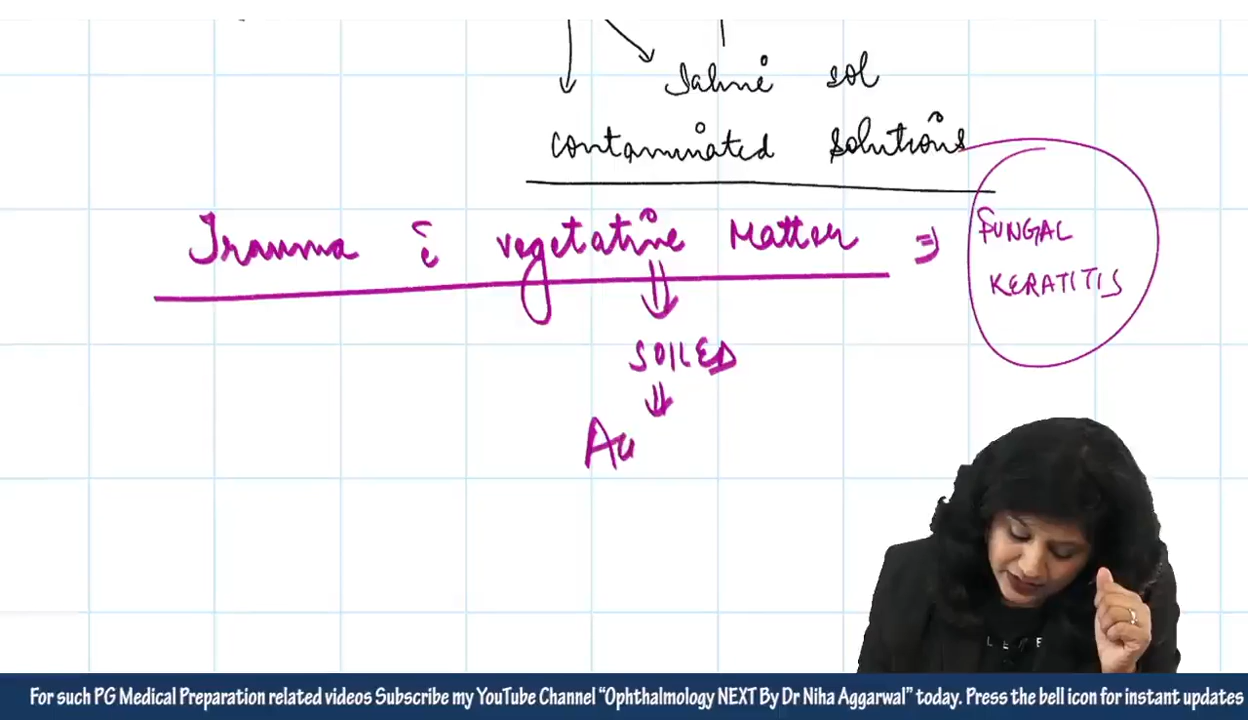 Saline sol
contaminated solutions
Trauma c̄ vegetative Matter ⇒ FUNGAL
KERATITIS
SOILED
Ac
For such PG Medical Preparation related videos Subscribe my YouTube Channel “Ophthalmology NEXT By Dr Niha Aggarwal” today. Press the bell icon for instant updates